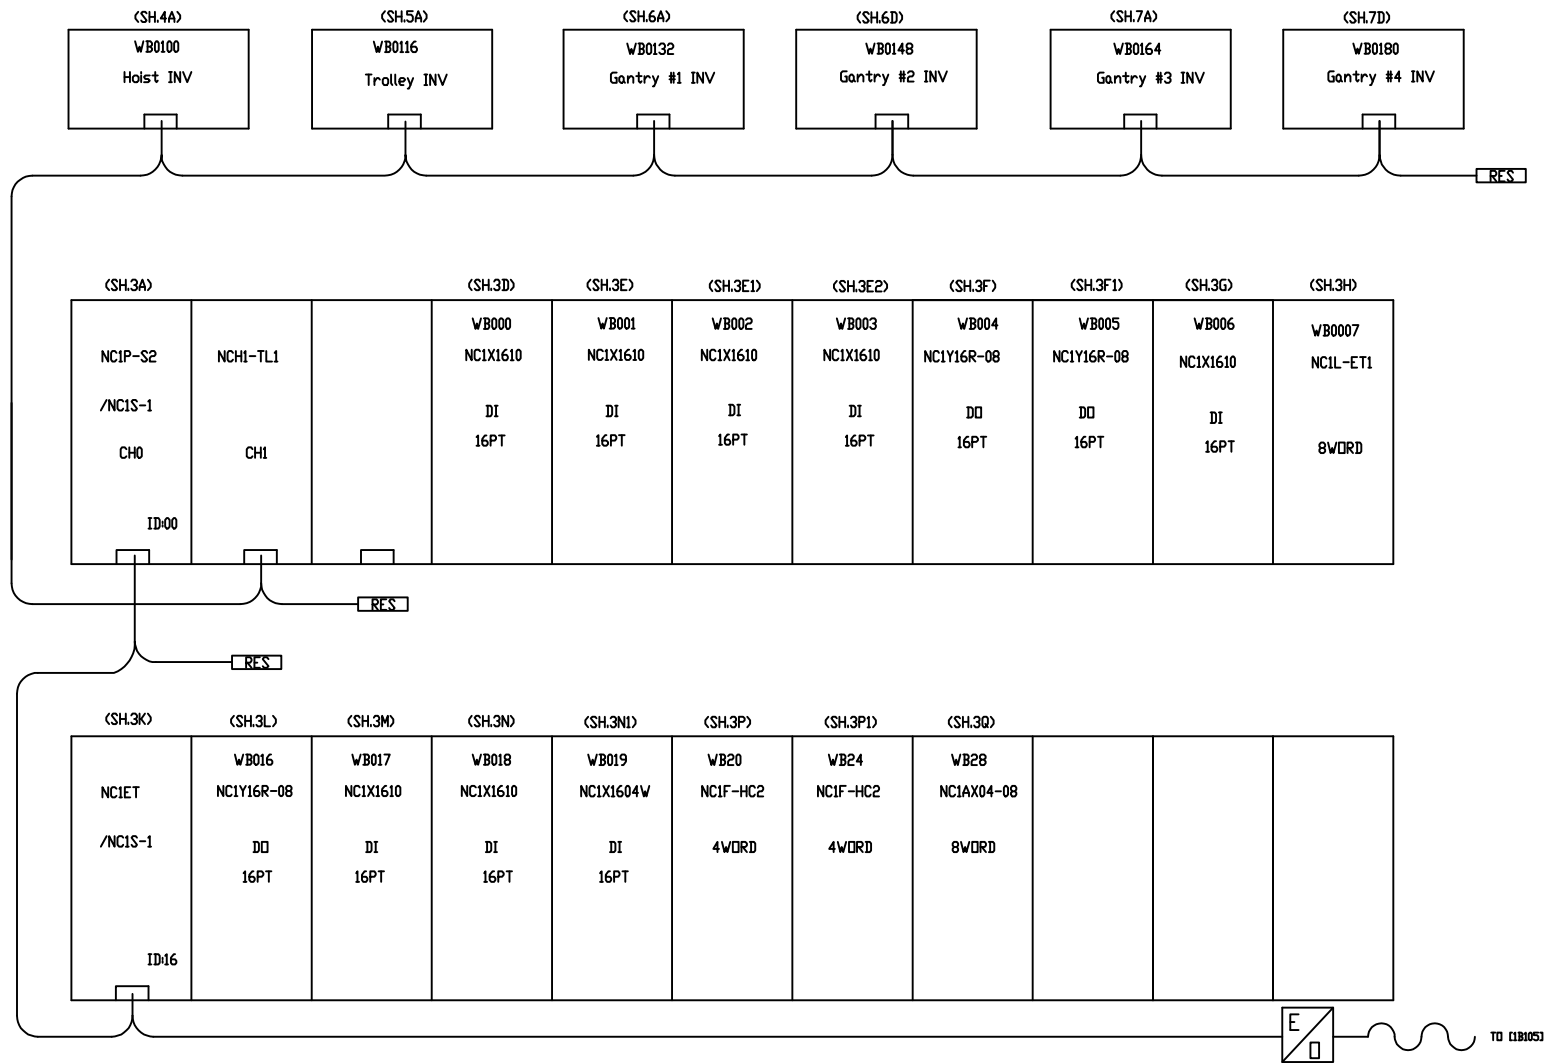 (SH.4A) (SH.5A) (SH.6A) (SH.6D) (SH.7A) (SH.7D)
WB0100 WB0116 WB0132 WB0148 WB0164 WB0180
Hoist INV Trolley INV Gantry #1 INV Gantry #2 INV Gantry #3 INV Gantry #4 INV
RES
(SH.3A) (SH.3D) (SH.3E) (SH.3E1) (SH.3E2) (SH.3F) (SH.3F1) (SH.3G) (SH.3H)
WB000 WB001 WB002 WB003 WB004 WB005 WB006 WB0007
NC1P-S2 NCH1-TL1 NC1X1610 NC1X1610 NC1X1610 NC1X1610 NC1Y16R-08 NC1Y16R-08 NC1X1610 NC1L-ET1
/NC1S-1 DI DI DI DI DO DO DI
CH0 CH1 16PT 16PT 16PT 16PT 16PT 16PT 16PT 8WORD
ID:00
RES
RES
(SH.3K) (SH.3L) (SH.3M) (SH.3N) (SH.3N1) (SH.3P) (SH.3P1) (SH.3Q)
WB016 WB017 WB018 WB019 WB20 WB24 WB28
NC1ET NC1Y16R-08 NC1X1610 NC1X1610 NC1X1604W NC1F-HC2 NC1F-HC2 NC1AX04-08
/NC1S-1 DO DI DI DI 4WORD 4WORD 8WORD
16PT 16PT 16PT 16PT
ID:16
E
O
TO [1B105]